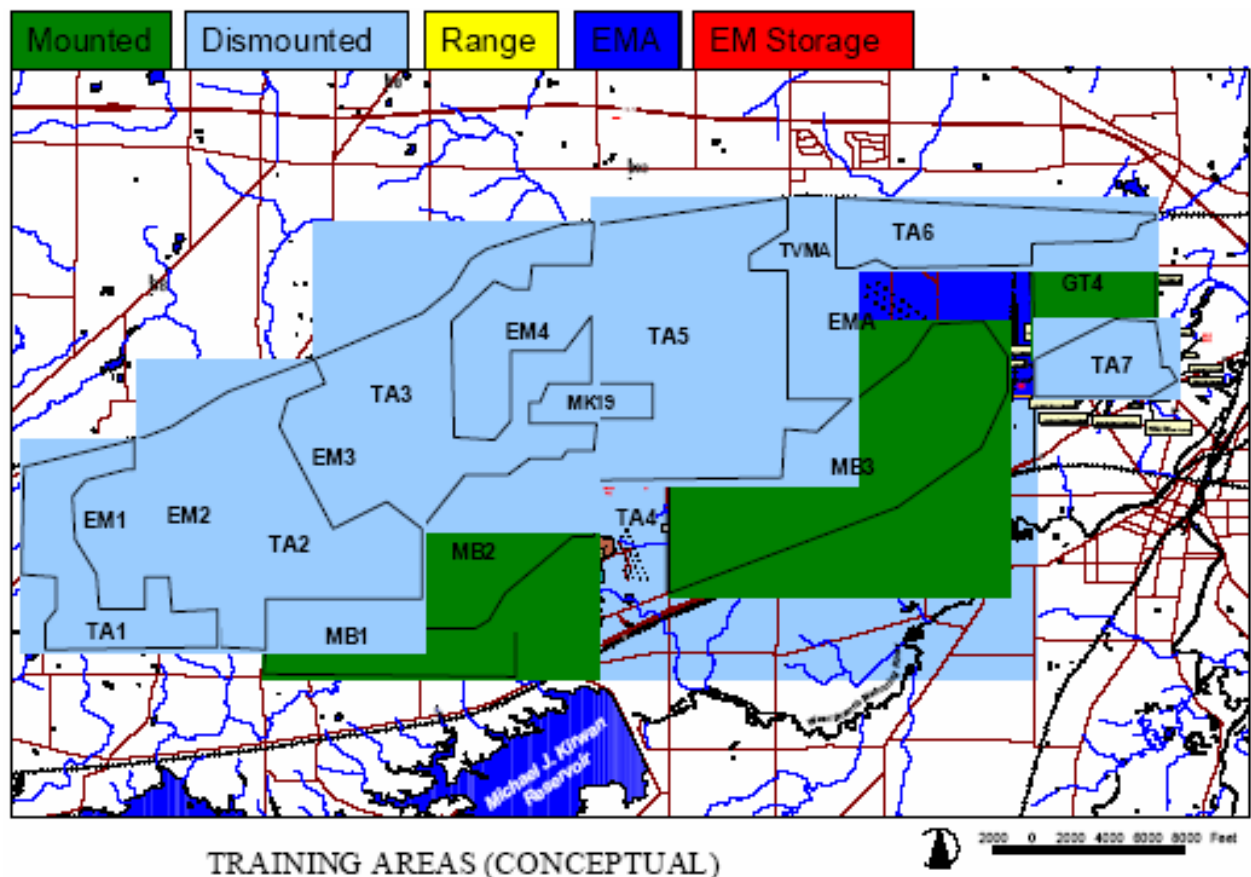 Mounted Dismounted Range EMA EM Storage
TA6
TVMA
GT4
EM4 EMA
TA5
TA7
TA3
MK19
EM3 MB3
EM1 EM2
TA4
TA2 MB2
TA1 MB1
Michael J. Kirwan
Reservoir
2000 0 2000 4000 6000 8000 Feet
TRAINING AREAS (CONCEPTUAL)